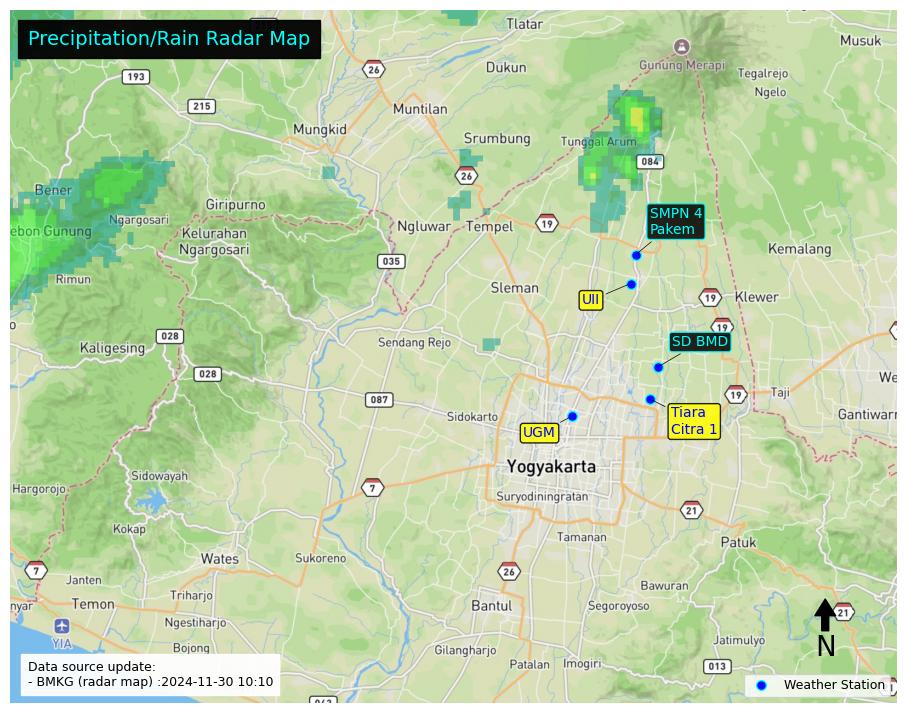 Precipitation/Rain Radar Map
Tlatar
Musuk
193
26
Dukun
Gunung Merapi
Tegalrejo
Ngelo
215
Muntilan
Mungkid
Srumbung
Tunggal Arum
084
26
Bener
Giripurno
Ngargosari
Ngluwar
Tempel
19
SMPN 4
Pakem
ebon Gunung
Kelurahan
Ngargosari
Kemalang
035
Rimun
Sleman
UII
19
Klewer
19
028
Kaligesing
Sendang Rejo
SD BMD
028
We
087
19
Taji
Sidokarto
UGM
Tiara
Citra 1
Gantiwarn
Yogyakarta
Sidowayah
Hargorojo
7
Suryodiningratan
21
Kokap
Tamanan
Patuk
Wates
Sukoreno
7
Janten
26
Bawuran
nyar
Temon
Triharjo
Bantul
Segoroyoso
21
Ngestiharjo
YIA
N
Bojong
Gilangharjo
Jatimulyo
Patalan
Imogiri
013
Data source update:
- BMKG (radar map) :2024-11-30 10:10
Weather Station